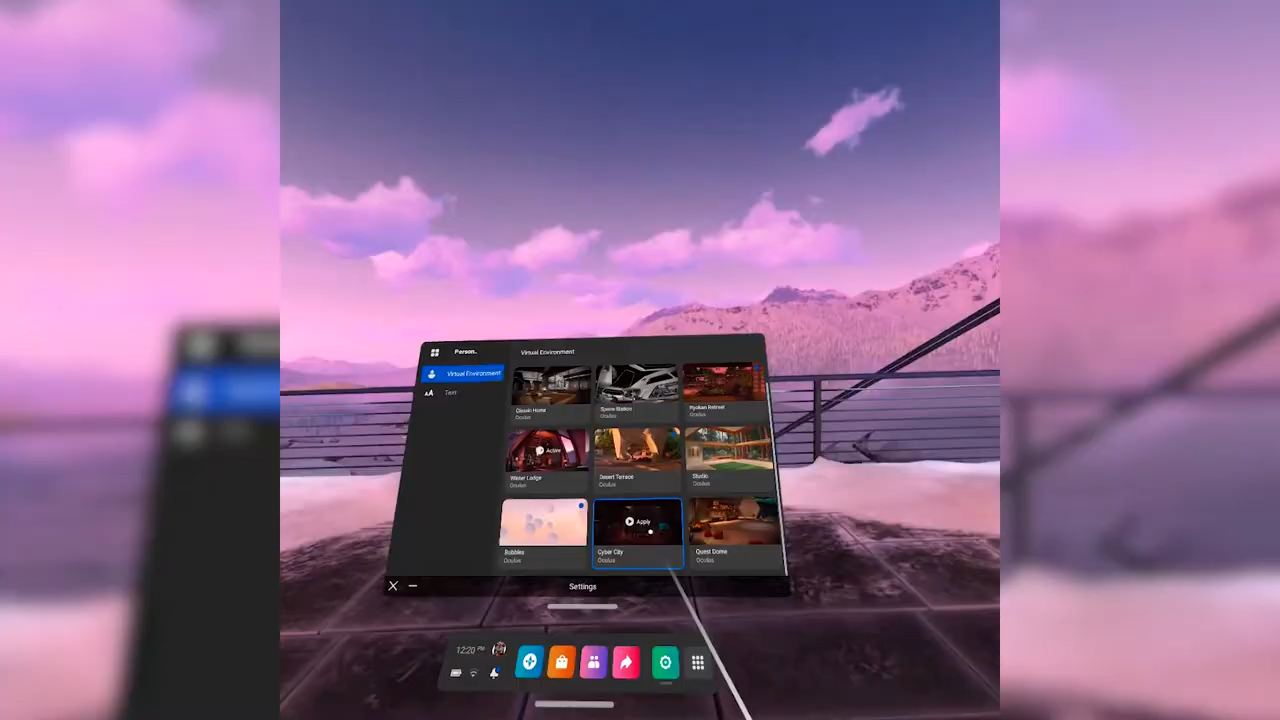 Person..
Virtual Environment
Virtual Environment
Text
Classic Home
Oculus
Space Station
Oculus
Ryokan Retreat
Oculus
Active
Winter Lodge
Oculus
Desert Terrace
Oculus
Studio
Oculus
Bubbles
Oculus
Apply
Cyber City
Oculus
Quest Dome
Oculus
Settings
12:20 PM